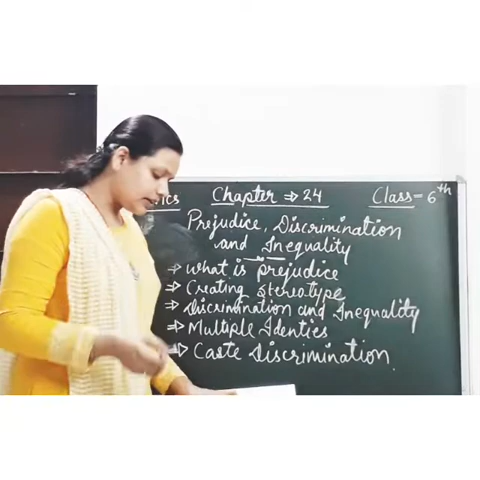 Chapter ⇒ 24 Class = 6th
Prejudice, Discrimination
and Inequality
⇒ What is prejudice
⇒ Creating Stereotype
⇒ Discrimination and Inequality
⇒ Multiple Identies
⇒ Caste Discrimination.